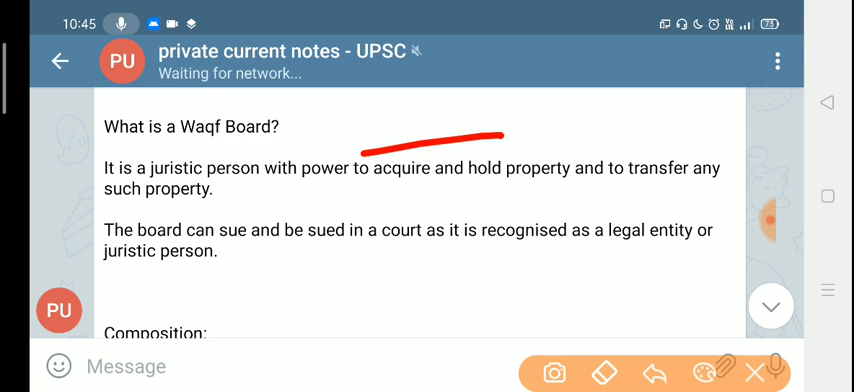 10:45
73
PU
private current notes - UPSC
Waiting for network...
What is a Waqf Board?
It is a juristic person with power to acquire and hold property and to transfer any
such property.
The board can sue and be sued in a court as it is recognised as a legal entity or
juristic person.
PU
Composition:
Message